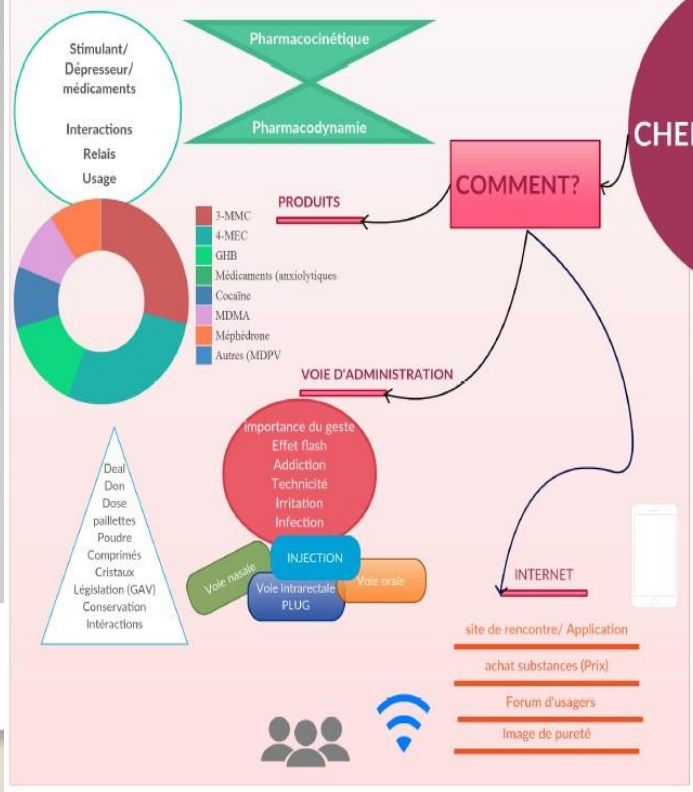 Stimulant/
Dépresseur/
médicaments
Interactions
Relais
Usage
Pharmacocinétique
Pharmacodynamie
CHE
COMMENT?
PRODUITS
3-MMC
4-MEC
GHB
Médicaments (anxiolytiques
Cocaïne
MDMA
Méphédrone
Autres (MDPV
VOIE D'ADMINISTRATION
importance du geste
Effet flash
Addiction
Technicité
Irritation
Infection
INJECTION
Voie nasale
Voie intrarectale
PLUG
Voie orale
Deal
Don
Dose
paillettes
Poudre
Comprimés
Cristaux
Législation (GAV)
Conservation
Intéractions
INTERNET
site de rencontre/ Application
achat substances (Prix)
Forum d'usagers
Image de pureté